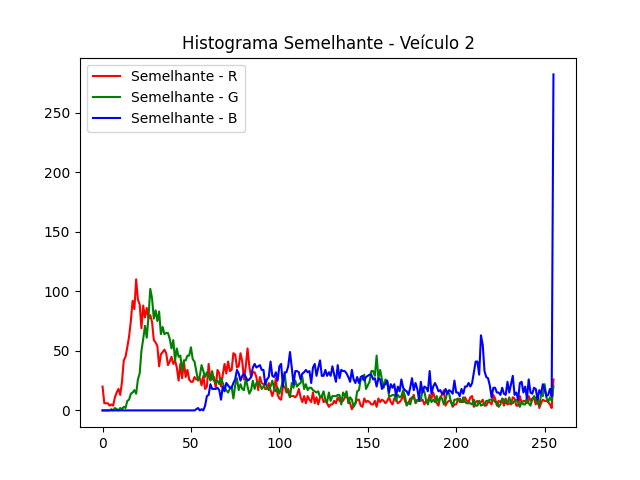 Histograma Semelhante - Veículo 2
Semelhante - R
Semelhante - G
Semelhante - B
250
200
150
100
50
0
0 50 100 150 200 250